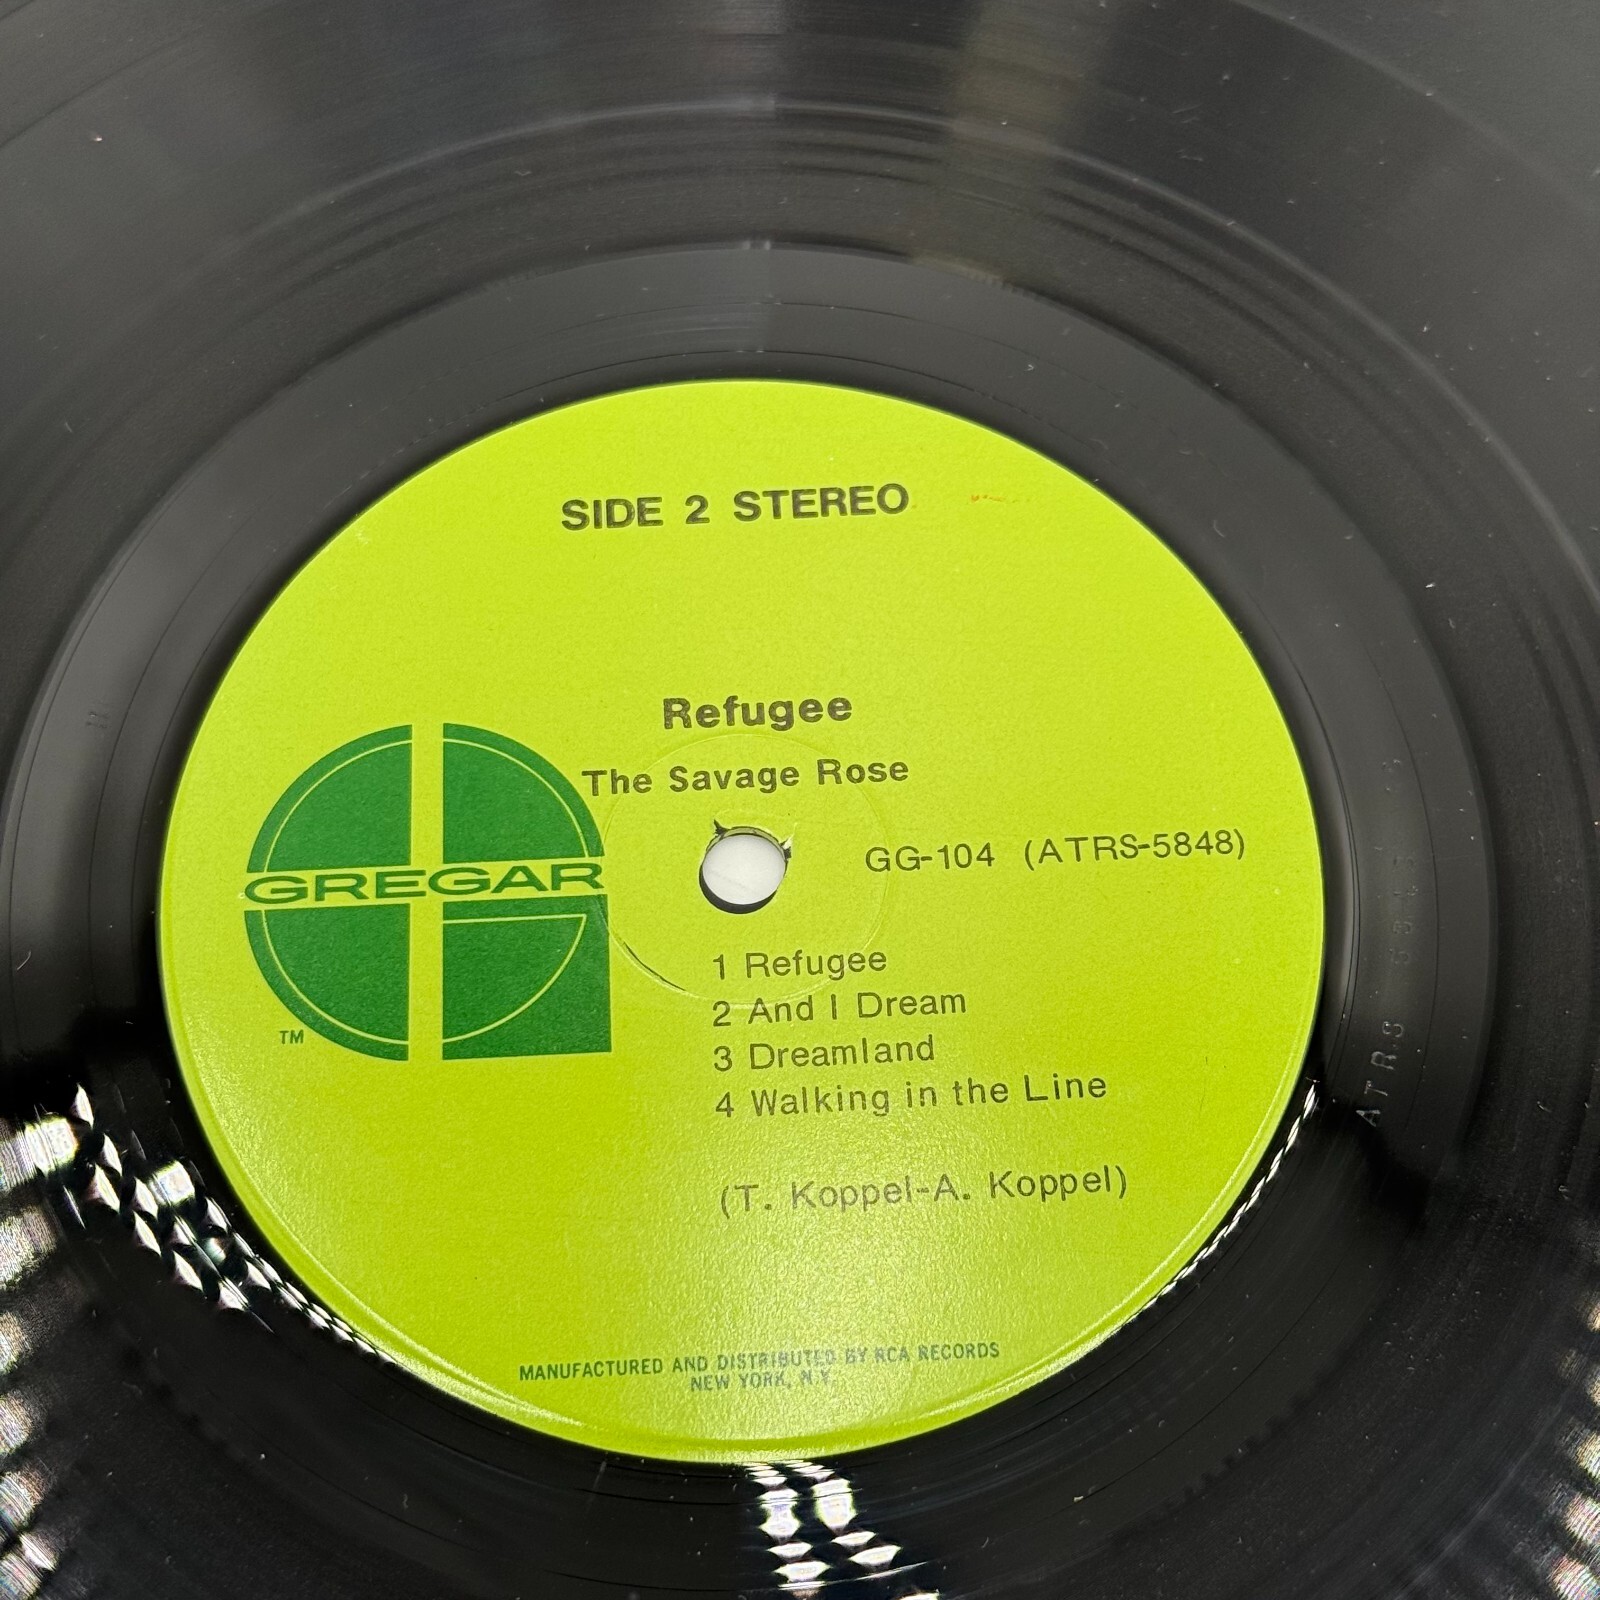 SIDE 2 STEREO
Refugee
The Savage Rose
GG-104 (ATRS-5848)
GREGAR
TM
1 Refugee
2 And I Dream
3 Dreamland
4 Walking in the Line
(T. Koppel-A. Koppel)
MANUFACTURED AND DISTRIBUTED BY RCA RECORDS
NEW YORK, N.Y.
ATRS